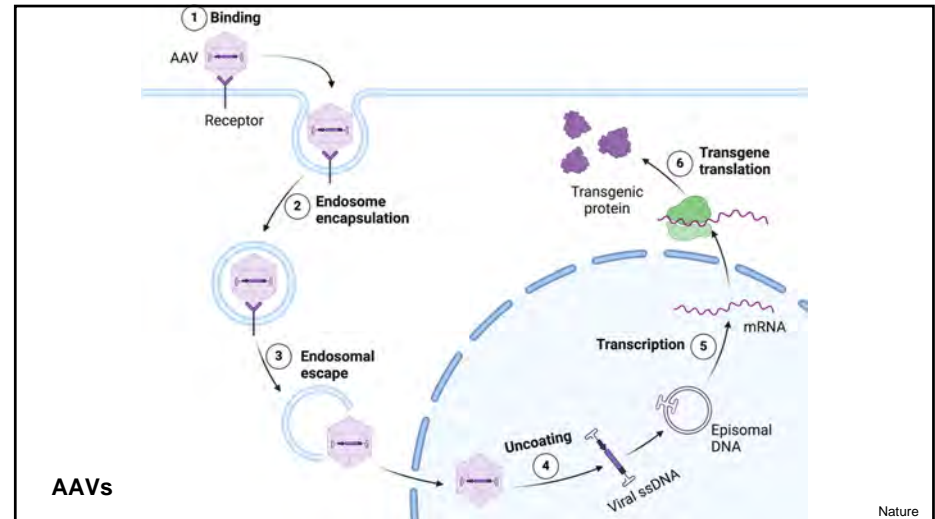 1 Binding
AAV
Receptor
2 Endosome
encapsulation
3 Endosomal
escape
Uncoating
4
Viral ssDNA
Episomal
DNA
Transcription 5
mRNA
6 Transgene
translation
Transgenic
protein
AAVs
Nature